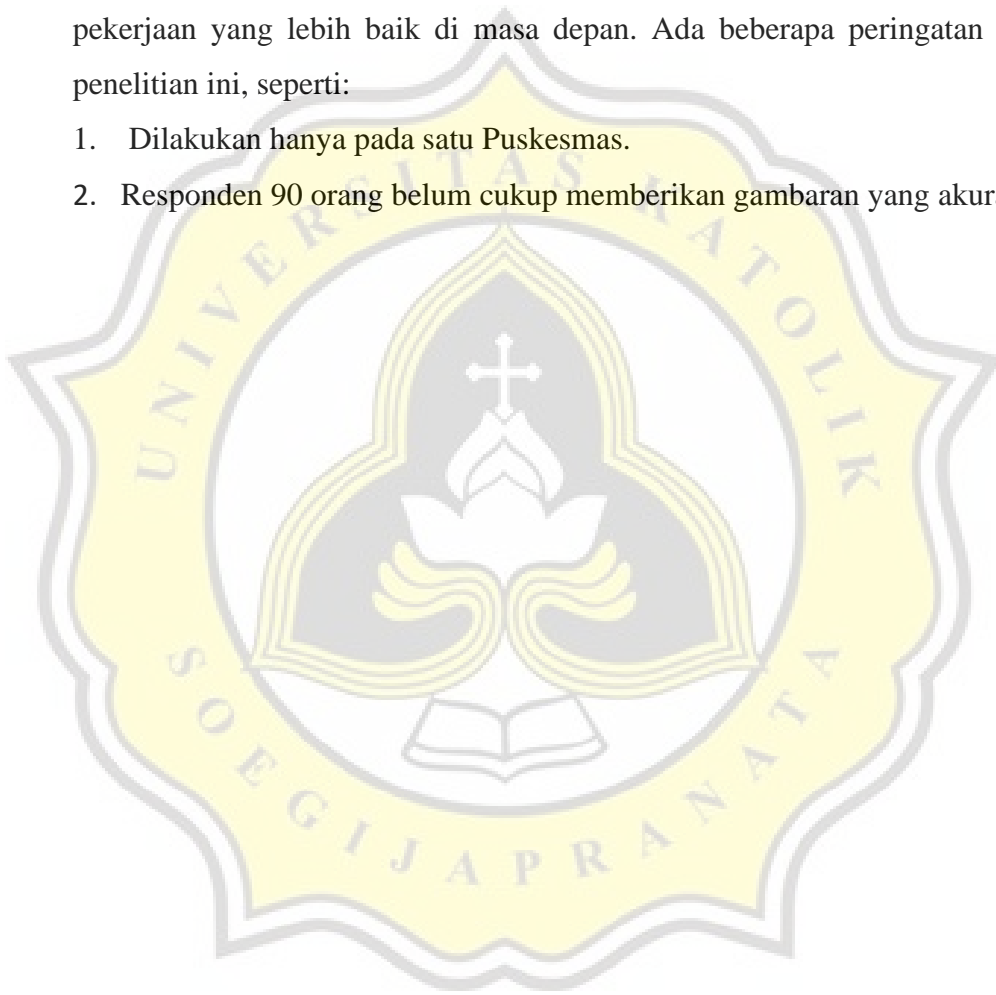 pekerjaan yang lebih baik di masa depan. Ada beberapa peringatan
penelitian ini, seperti:
1. Dilakukan hanya pada satu Puskesmas.
2. Responden 90 orang belum cukup memberikan gambaran yang
UNIVERSITAS KATOLIK
SOEGIJAPRANATA